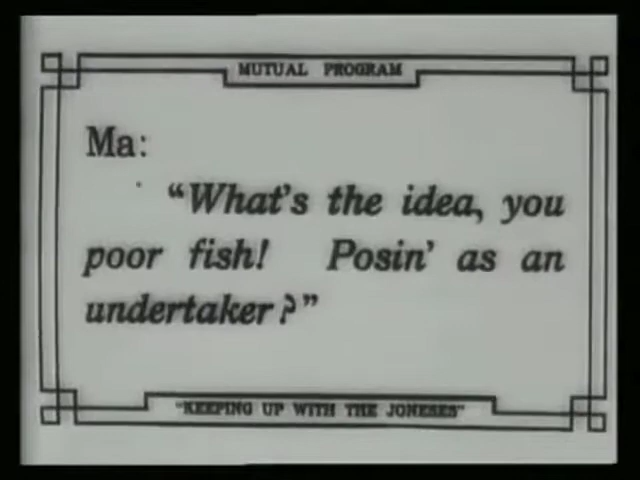 MUTUAL PROGRAM
Ma:
"What's the idea, you
poor fish! Posin' as an
undertaker?"
"KEEPING UP WITH THE JONESES"